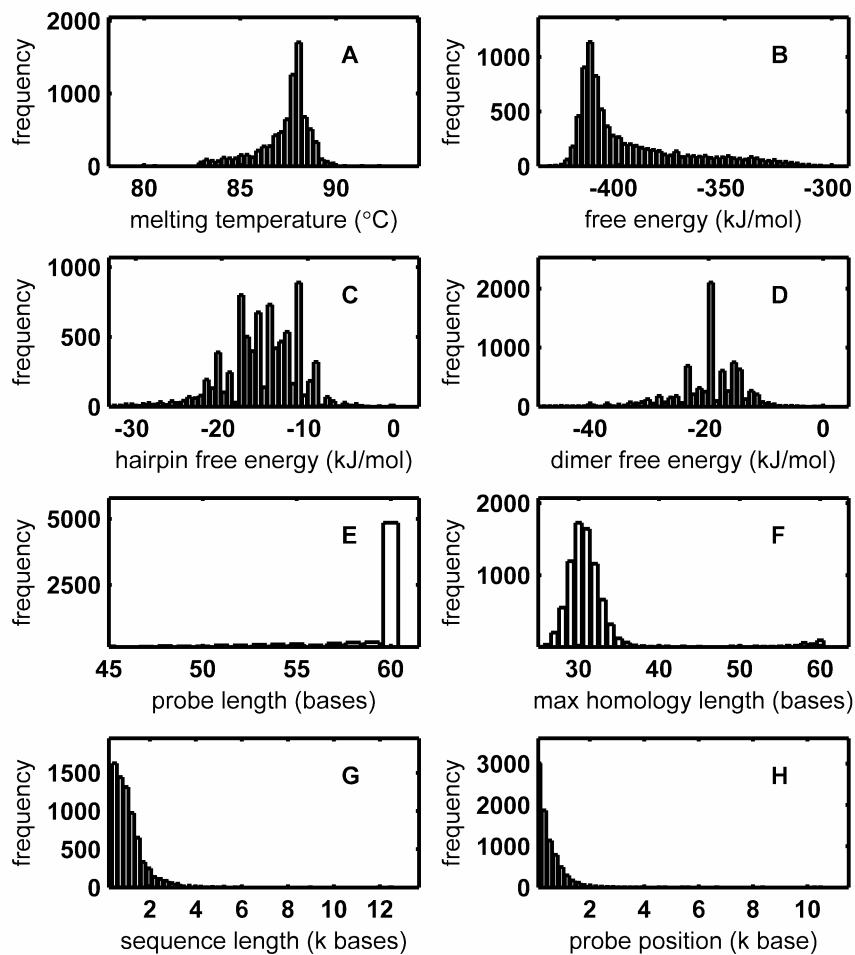 2000
1000
0
frequency
A
80 85 90
melting temperature (°C)
1000
500
0
frequency
B
-400 -350 -300
free energy (kJ/mol)
1000
500
0
frequency
C
-30 -20 -10 0
hairpin free energy (kJ/mol)
2000
1000
0
frequency
D
-40 -20 0
dimer free energy (kJ/mol)
5000
2500
frequency
E
45 50 55 60
probe length (bases)
2000
1000
frequency
F
30 40 50 60
max homology length (bases)
1500
1000
500
0
frequency
G
2 4 6 8 10 12
sequence length (k bases)
3000
2000
1000
0
frequency
H
2 4 6 8 10
probe position (k base)